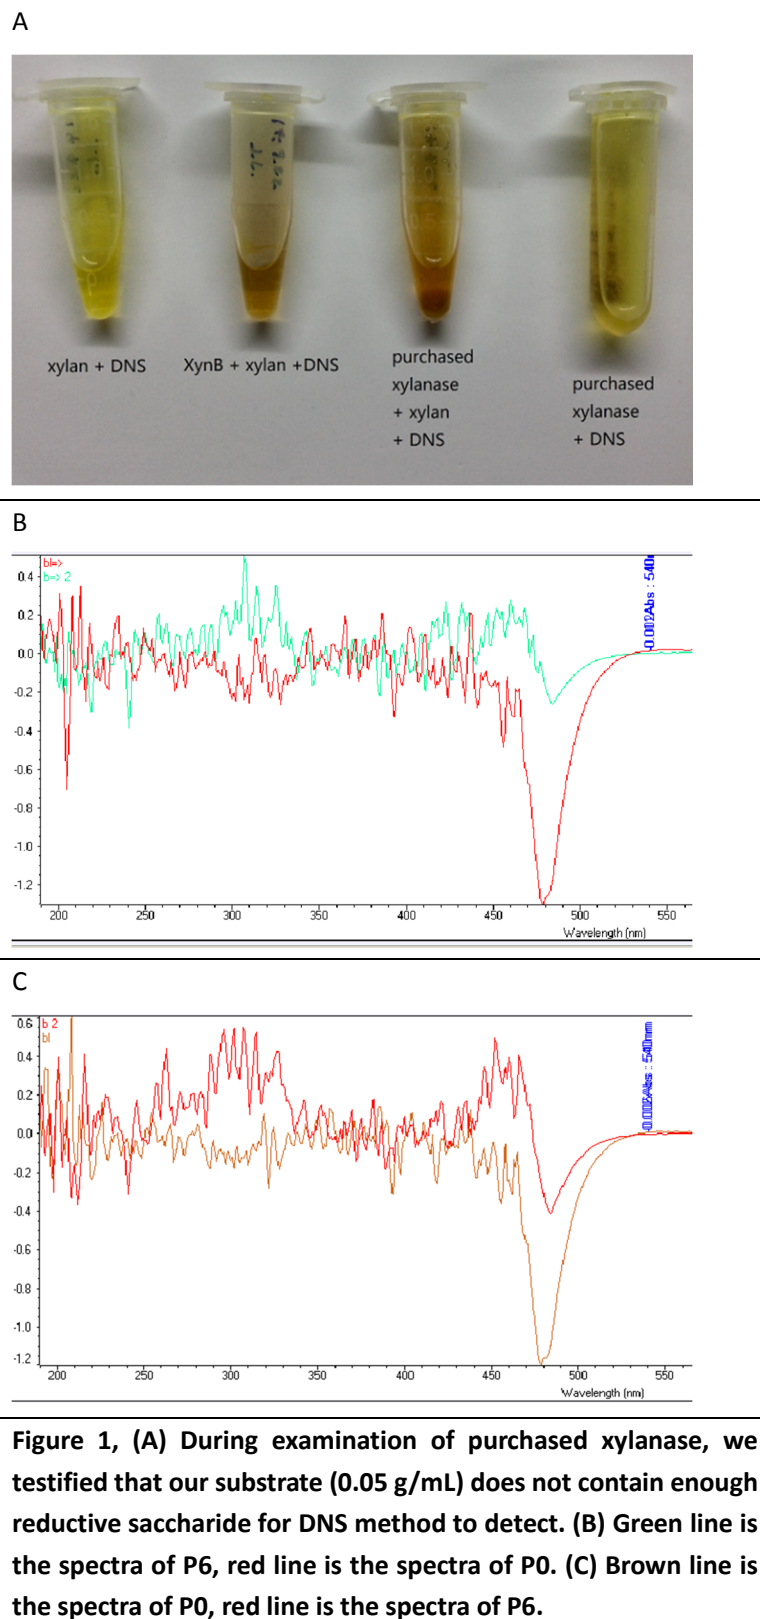 A
xylan + DNS
XynB + xylan +DNS
purchased
xylanase
+ xylan
+ DNS
purchased
xylanase
+ DNS
B
bl=>
b=> 2
0.4
0.2
0.0
-0.2
-0.4
-0.6
-0.8
-1.0
-1.2
200 250 300 350 400 450 500 550
Wavelength (nm)
C
b 2
bl
0.6
0.4
0.2
0.0
-0.2
-0.4
-0.6
-0.8
-1.0
-1.2
200 250 300 350 400 450 500 550
Wavelength (nm)
Figure 1, (A) During examination of purchased xylanase, we
testified that our substrate (0.05 g/mL) does not contain enough
reductive saccharide for DNS method to detect. (B) Green line is
the spectra of P6, red line is the spectra of P0. (C) Brown line is
the spectra of P0, red line is the spectra of P6.